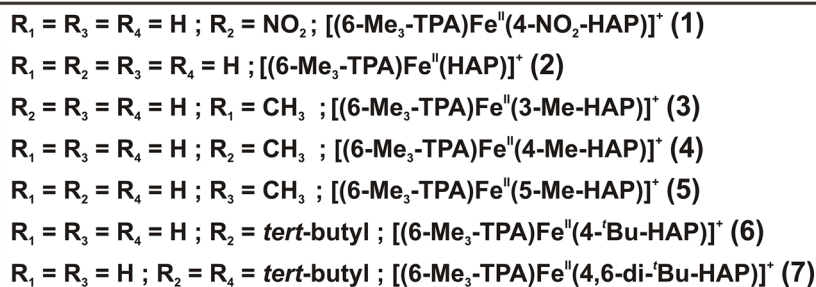 R₁ = R₃ = R₄ = H ; R₂ = NO₂ ; [(6-Me₃-TPA)Feᴵᴵ(4-NO₂-HAP)]⁺ (1)
R₁ = R₂ = R₃ = R₄ = H ; [(6-Me₃-TPA)Feᴵᴵ(HAP)]⁺ (2)
R₂ = R₃ = R₄ = H ; R₁ = CH₃ ; [(6-Me₃-TPA)Feᴵᴵ(3-Me-HAP)]⁺ (3)
R₁ = R₃ = R₄ = H ; R₂ = CH₃ ; [(6-Me₃-TPA)Feᴵᴵ(4-Me-HAP)]⁺ (4)
R₁ = R₂ = R₄ = H ; R₃ = CH₃ ; [(6-Me₃-TPA)Feᴵᴵ(5-Me-HAP)]⁺ (5)
R₁ = R₃ = R₄ = H ; R₂ = tert-butyl ; [(6-Me₃-TPA)Feᴵᴵ(4-ᵗBu-HAP)]⁺ (6)
R₁ = R₃ = H ; R₂ = R₄ = tert-butyl ; [(6-Me₃-TPA)Feᴵᴵ(4,6-di-ᵗBu-HAP)]⁺ (7)